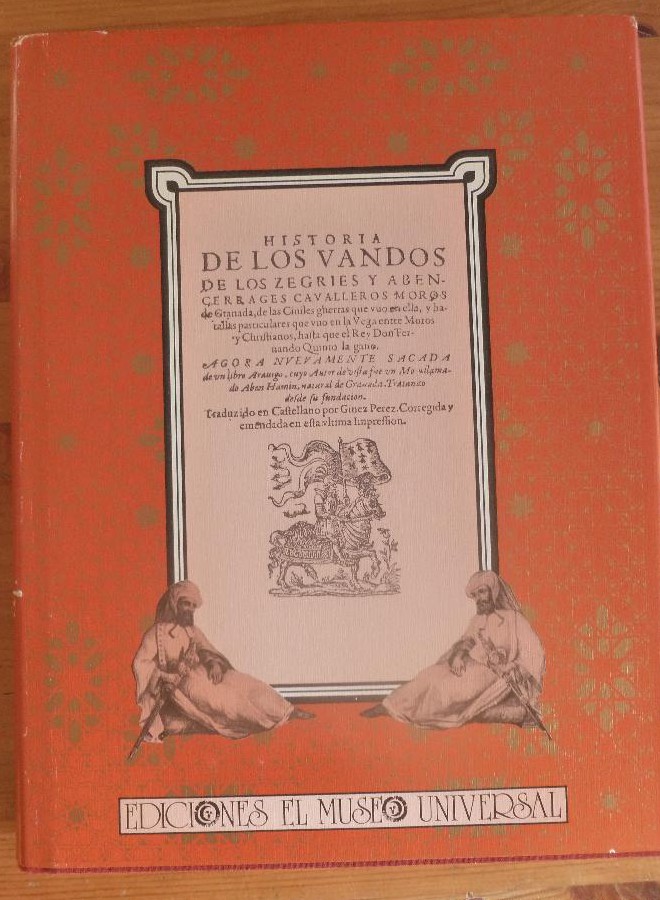 HISTORIA
DE LOS VANDOS
DE LOS ZEGRIES Y ABEN-
CERRAGES CAVALLEROS MOROS
de Granada, de las Ciuiles guerras que vuo en ella, y ba-
tallas particulares que vuo en la Vega entre Moros
y Christianos, hasta que el Rey Don Fer-
nando Quinto la gano.
AGORA NVEVAMENTE SACADA
de vn libro Arauigo, cuyo Autor de vista fue vn Moro llama-
do Aben Hamin, natural de Granada. Tratando
desde su fundacion.
Traduzido en Castellano por Ginez Perez. Corregida y
emendada en esta vltima Impression.
EDICIONES EL MUSEO UNIVERSAL